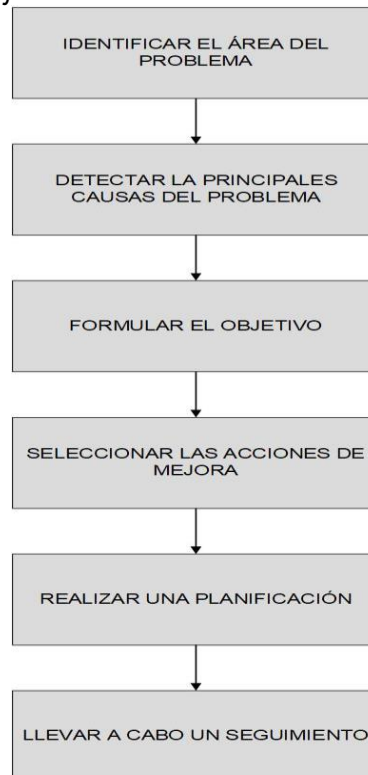 IDENTIFICAR EL ÁREA DEL
PROBLEMA
DETECTAR LA PRINCIPALES
CAUSAS DEL PROBLEMA
FORMULAR EL OBJETIVO
SELECCIONAR LAS ACCIONES DE
MEJORA
REALIZAR UNA PLANIFICACIÓN
LLEVAR A CABO UN SEGUIMIENTO